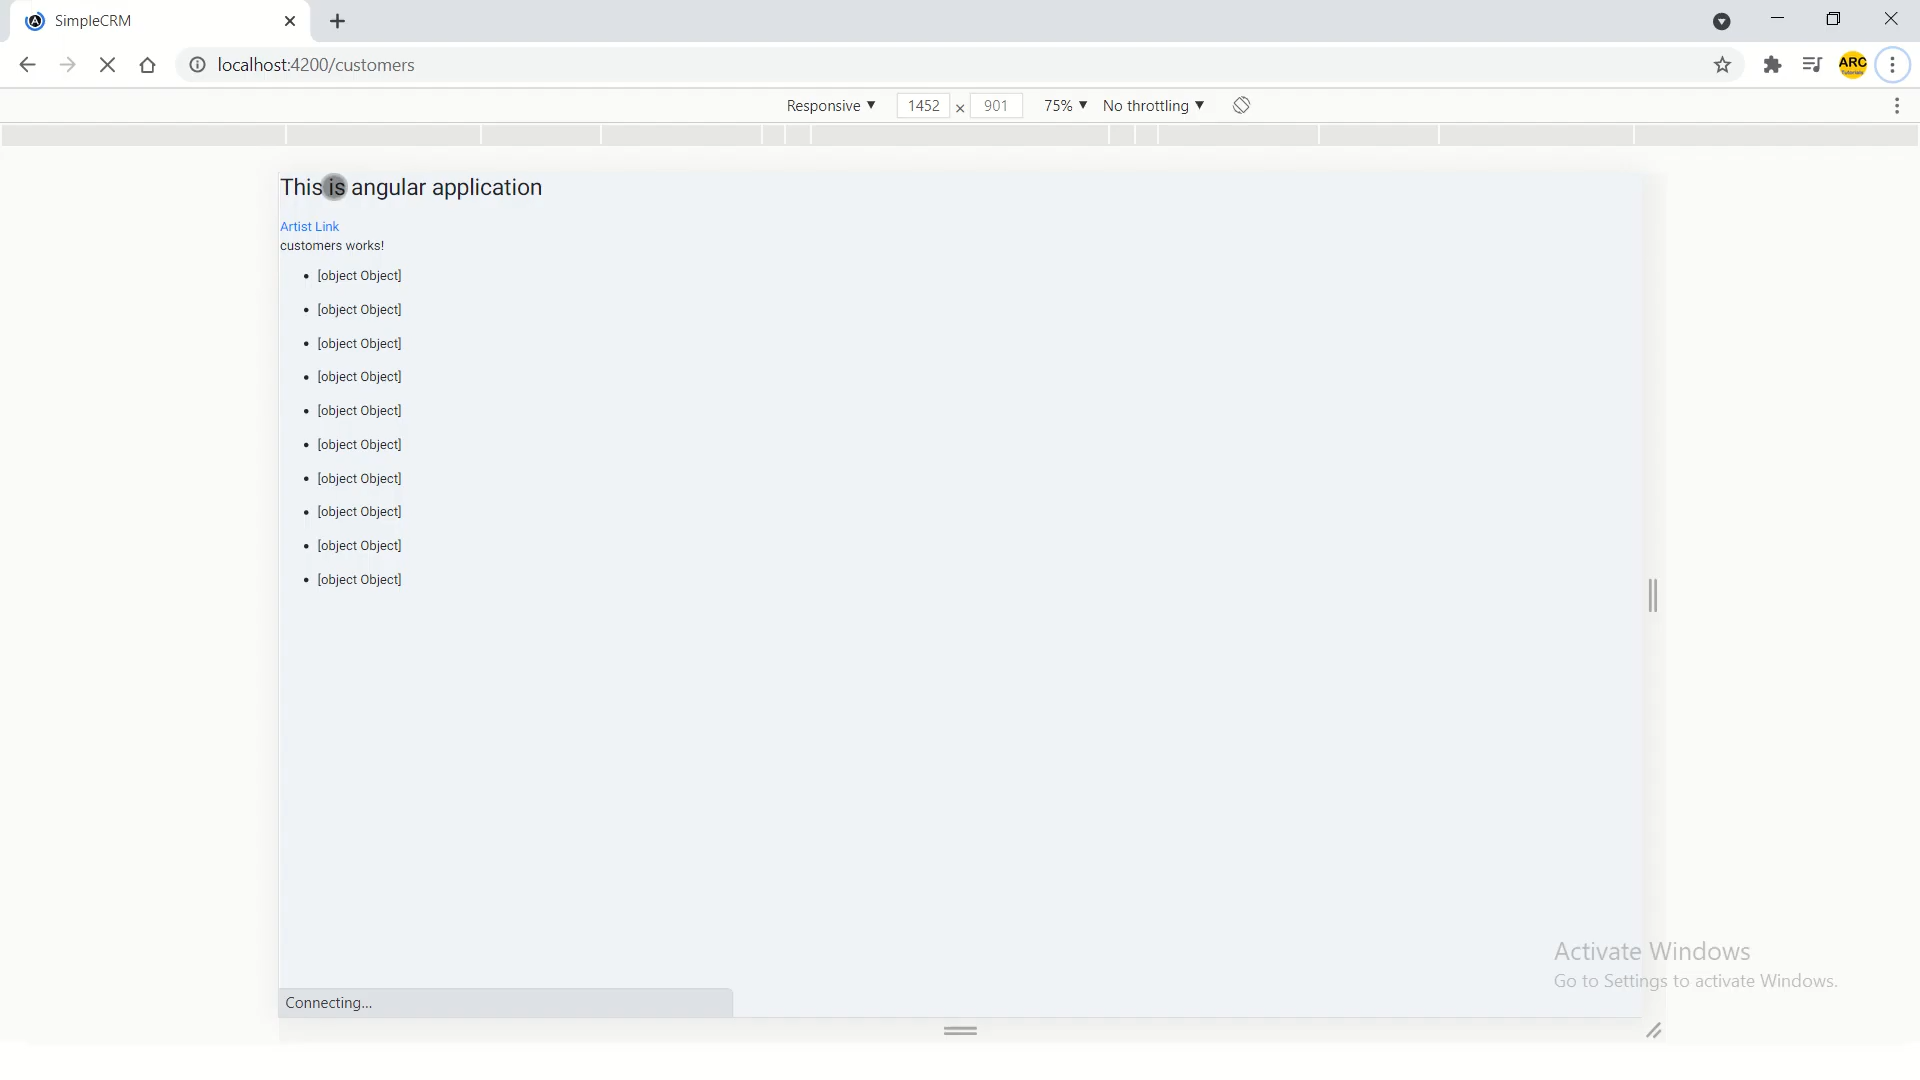 SimpleCRM
localhost:4200/customers
ARC
Tutorials
Responsive ▼ 1452 × 901 75% ▼ No throttling ▼
This is angular application
Artist Link
customers works!
• [object Object]
• [object Object]
• [object Object]
• [object Object]
• [object Object]
• [object Object]
• [object Object]
• [object Object]
• [object Object]
• [object Object]
Activate Windows
Go to Settings to activate Windows.
Connecting...